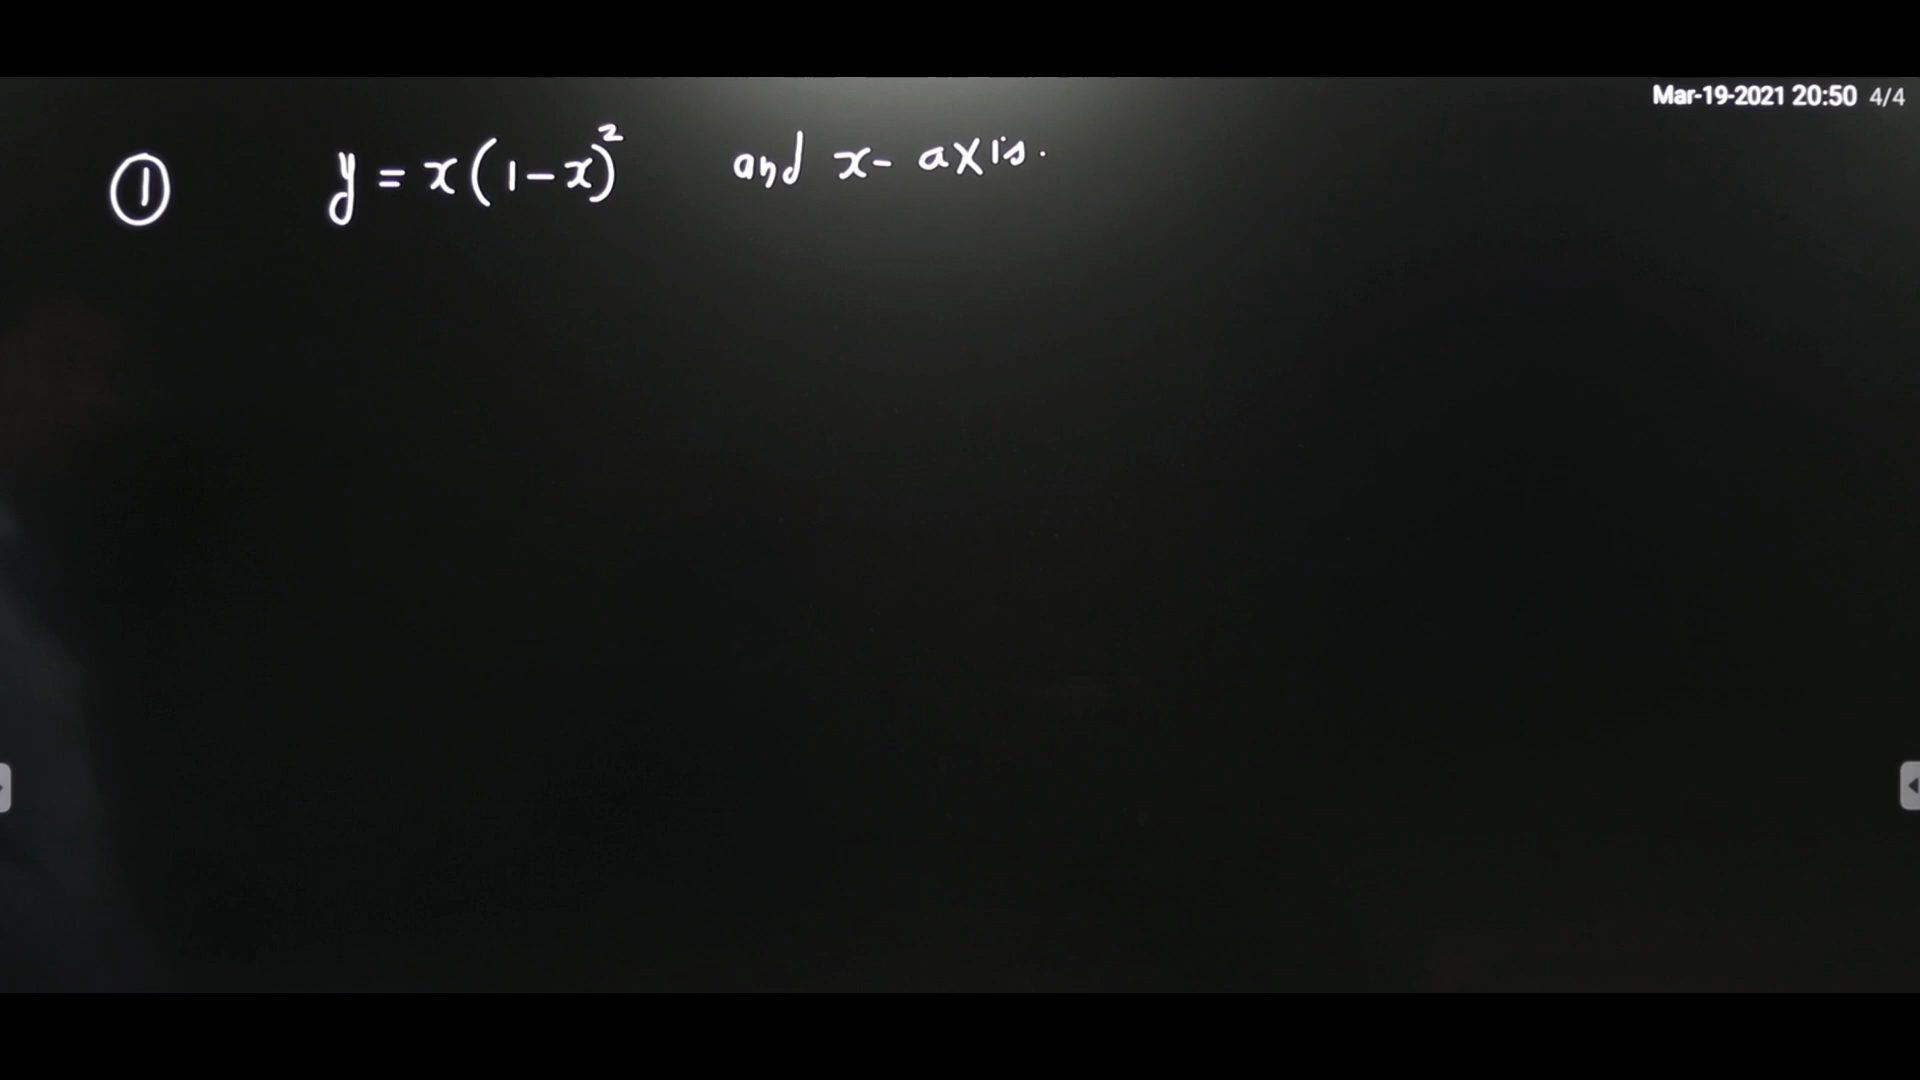 Mar-19-2021 20:50 4/4
① y = x(1-x)² and x-axis.